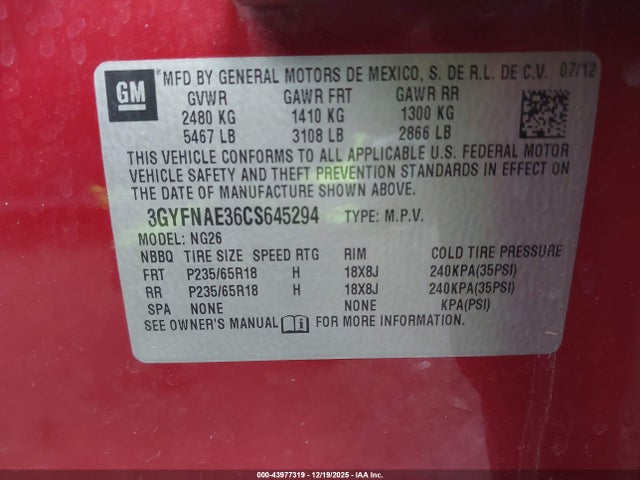 GM
*MFD BY GENERAL MOTORS DE MEXICO, S. DE R.L. DE C.V. 07/12
GVWR GAWR FRT GAWR RR
2480 KG 1410 KG 1300 KG
5467 LB 3108 LB 2866 LB
THIS VEHICLE CONFORMS TO ALL APPLICABLE U.S. FEDERAL MOTOR
VEHICLE SAFETY AND THEFT PREVENTION STANDARDS IN EFFECT ON
THE DATE OF MANUFACTURE SHOWN ABOVE.
3GYFNAE36CS645294 TYPE: M.P.V.
MODEL: NG26
NBBQ TIRE SIZE SPEED RTG RIM COLD TIRE PRESSURE
FRT P235/65R18 H 18X8J 240KPA(35PSI)
RR P235/65R18 H 18X8J 240KPA(35PSI)
SPA NONE NONE KPA(PSI)
SEE OWNER'S MANUAL FOR MORE INFORMATION.
000-43977319 - 12/19/2025 - IAA Inc.